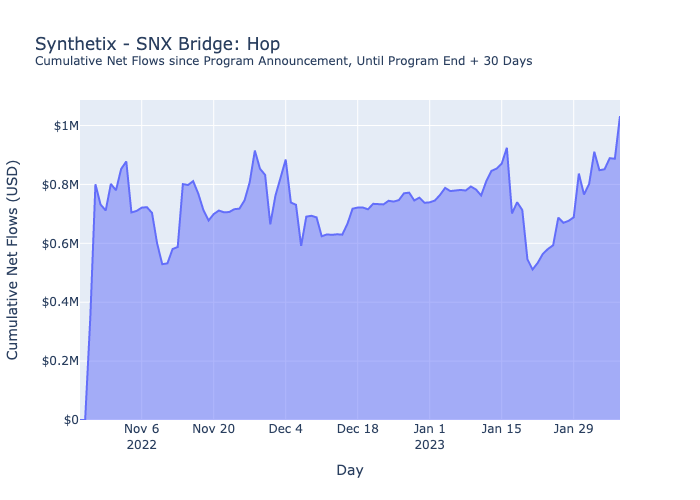 Synthetix - SNX Bridge: Hop
Cumulative Net Flows since Program Announcement, Until Program End + 30 Days
Cumulative Net Flows (USD)
$1M
$0.8M
$0.6M
$0.4M
$0.2M
$0
Nov 6
2022
Nov 20
Dec 4
Dec 18
Jan 1
2023
Jan 15
Jan 29
Day